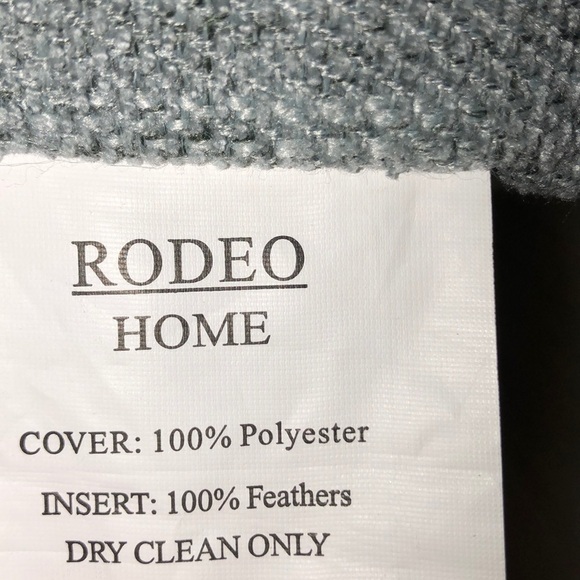 RODEO
HOME
COVER: 100% Polyester
INSERT: 100% Feathers
DRY CLEAN ONLY